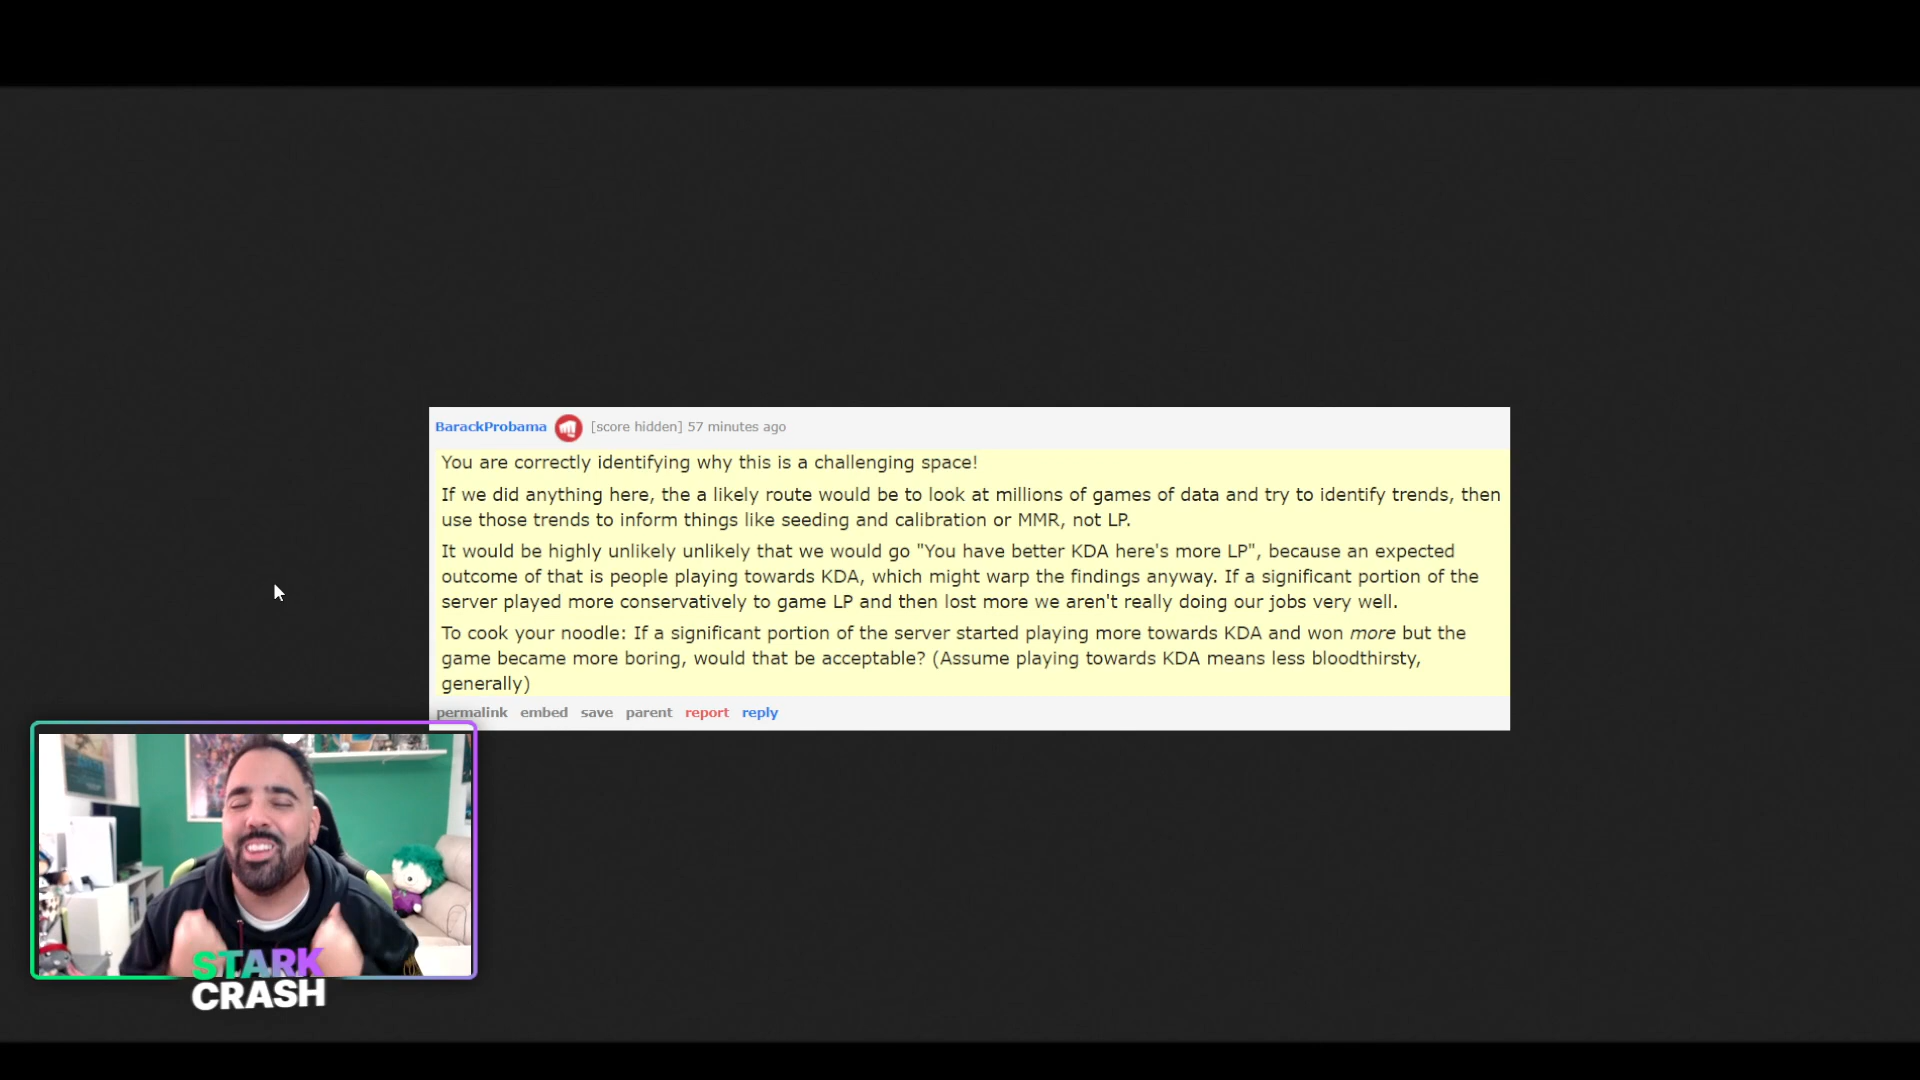 BarackProbama [score hidden] 57 minutes ago
You are correctly identifying why this is a challenging space!
If we did anything here, the a likely route would be to look at millions of games of data and try to identify trends, then
use those trends to inform things like seeding and calibration or MMR, not LP.
It would be highly unlikely unlikely that we would go "You have better KDA here's more LP", because an expected
outcome of that is people playing towards KDA, which might warp the findings anyway. If a significant portion of the
server played more conservatively to game LP and then lost more we aren't really doing our jobs very well.
To cook your noodle: If a significant portion of the server started playing more towards KDA and won more but the
game became more boring, would that be acceptable? (Assume playing towards KDA means less bloodthirsty,
generally)
permalink embed save parent report reply
STARK
CRASH